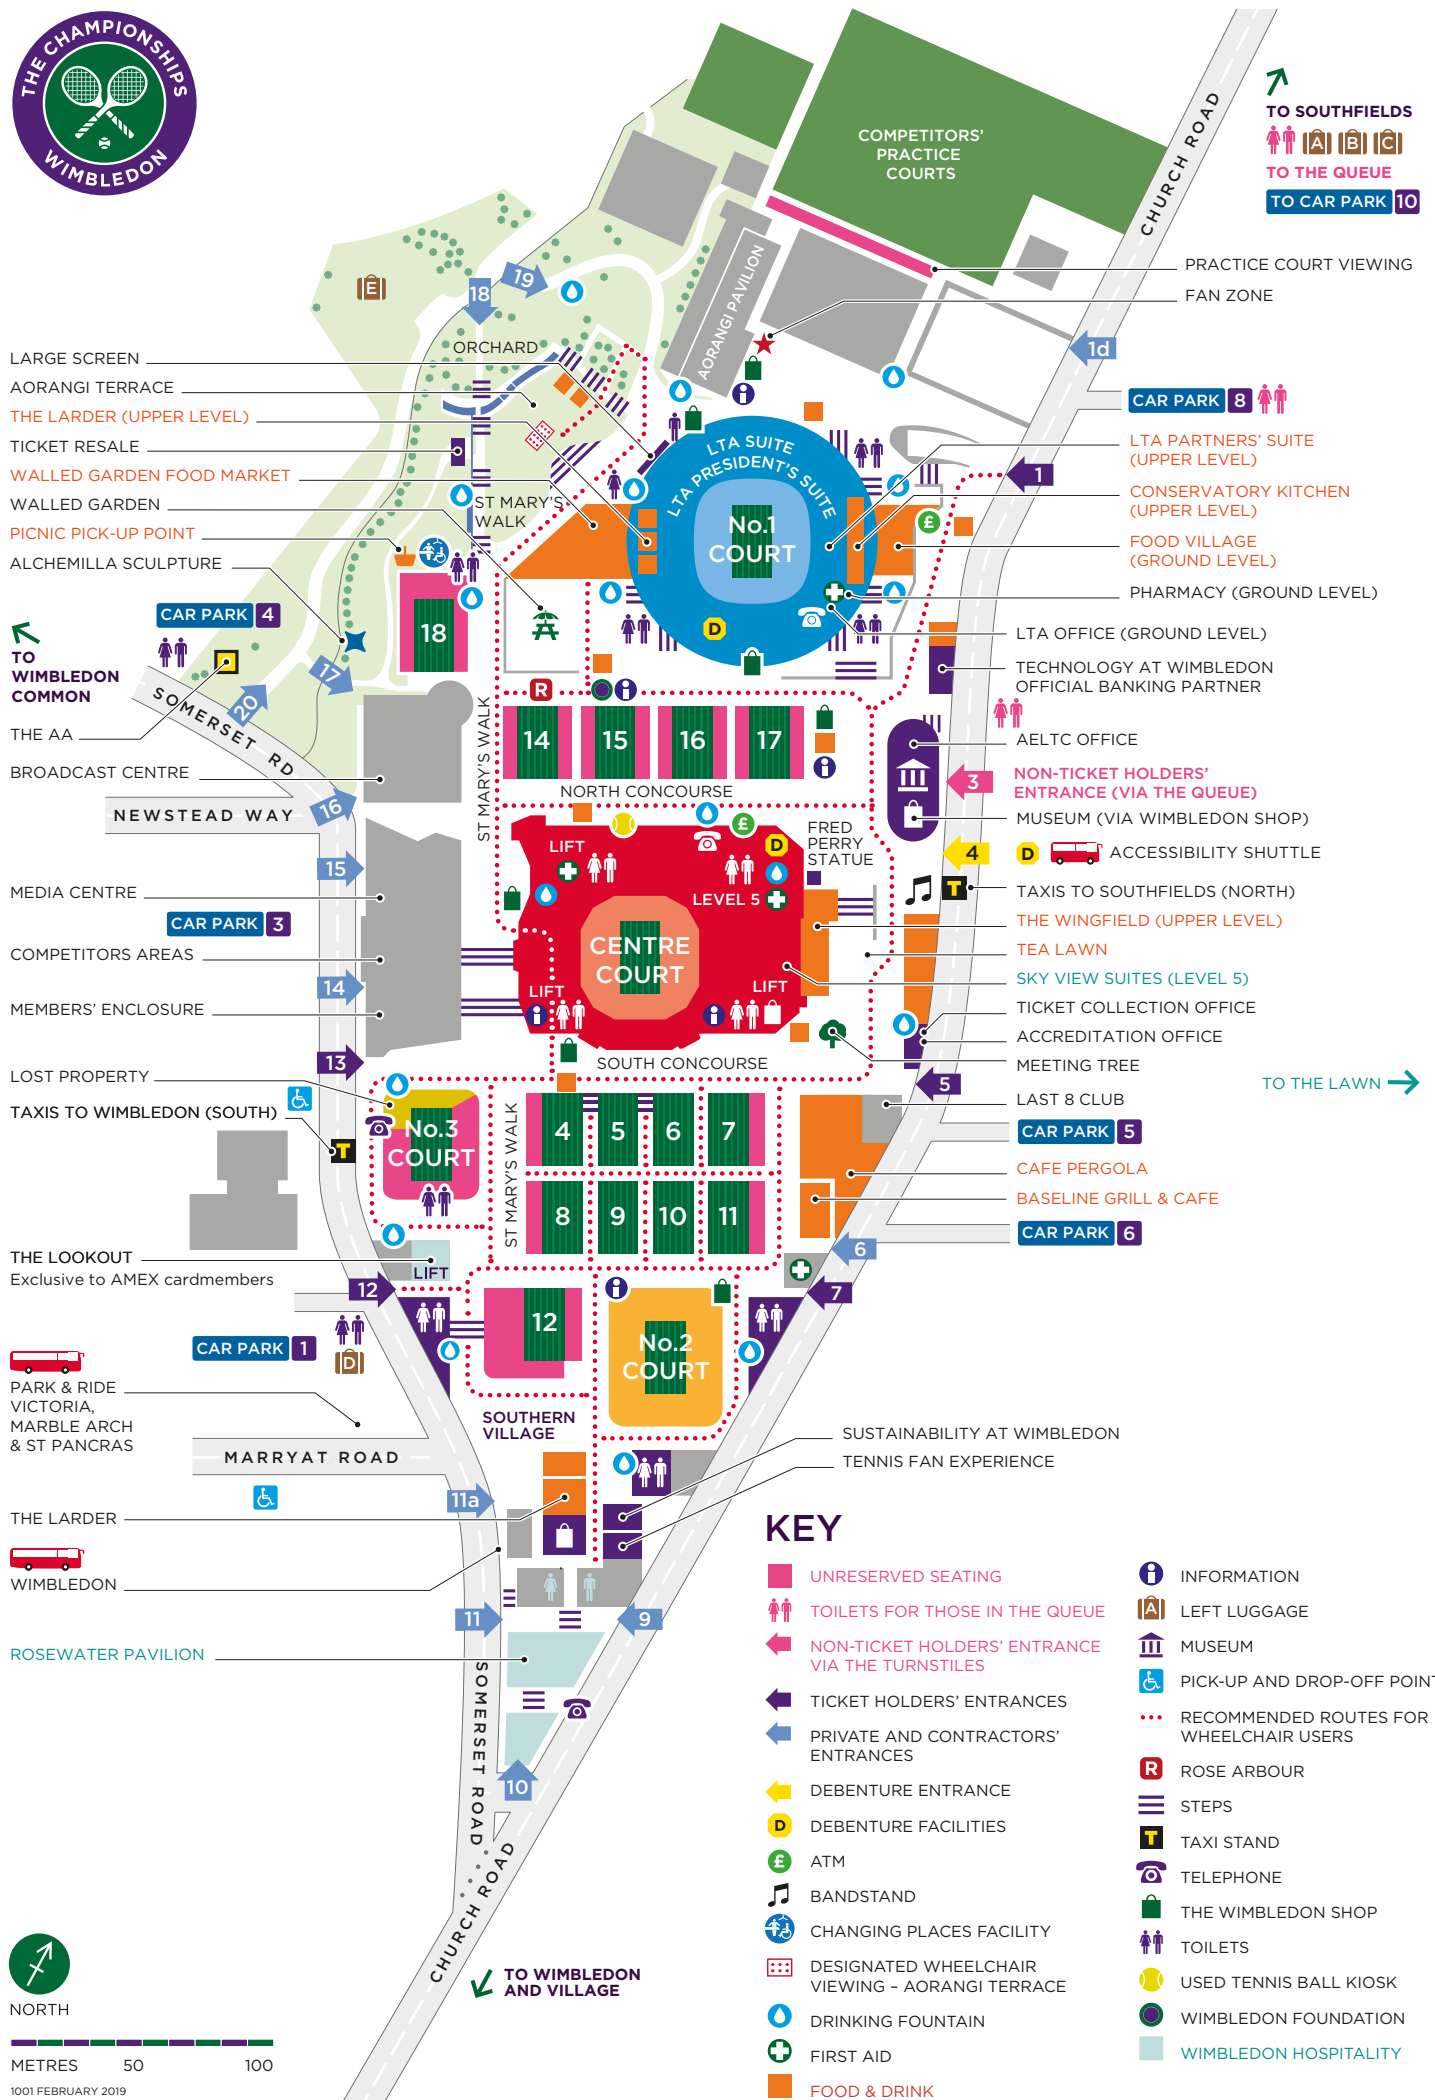 THE CHAMPIONSHIPS
WIMBLEDON
COMPETITORS'
PRACTICE
COURTS
CHURCH ROAD
TO SOUTHFIELDS
A B C
TO THE QUEUE
TO CAR PARK 10
PRACTICE COURT VIEWING
FAN ZONE
AORANGI PAVILION
E
18
19
1d
ORCHARD
LARGE SCREEN
AORANGI TERRACE
THE LARDER (UPPER LEVEL)
TICKET RESALE
WALLED GARDEN FOOD MARKET
WALLED GARDEN
PICNIC PICK-UP POINT
ALCHEMILLA SCULPTURE
CAR PARK 8
LTA PARTNERS' SUITE
(UPPER LEVEL)
1
CONSERVATORY KITCHEN
(UPPER LEVEL)
FOOD VILLAGE
(GROUND LEVEL)
PHARMACY (GROUND LEVEL)
LTA OFFICE (GROUND LEVEL)
TECHNOLOGY AT WIMBLEDON
OFFICIAL BANKING PARTNER
LTA SUITE
LTA PRESIDENT'S SUITE
No.1
COURT
£
D
ST MARY'S
WALK
18
CAR PARK 4
TO
WIMBLEDON
COMMON
SOMERSET RD
17
20
THE AA
BROADCAST CENTRE
NEWSTEAD WAY
16
15
MEDIA CENTRE
CAR PARK 3
COMPETITORS AREAS
14
MEMBERS' ENCLOSURE
13
LOST PROPERTY
TAXIS TO WIMBLEDON (SOUTH)
T
ST MARY'S WALK
R
14
15
16
17
NORTH CONCOURSE
AELTC OFFICE
3
NON-TICKET HOLDERS'
ENTRANCE (VIA THE QUEUE)
MUSEUM (VIA WIMBLEDON SHOP)
4
D
ACCESSIBILITY SHUTTLE
T
TAXIS TO SOUTHFIELDS (NORTH)
THE WINGFIELD (UPPER LEVEL)
TEA LAWN
SKY VIEW SUITES (LEVEL 5)
TICKET COLLECTION OFFICE
ACCREDITATION OFFICE
MEETING TREE
5
TO THE LAWN
LAST 8 CLUB
CAR PARK 5
CAFE PERGOLA
BASELINE GRILL & CAFE
CAR PARK 6
FRED
PERRY
STATUE
LIFT
£
D
LEVEL 5
CENTRE
COURT
LIFT
LIFT
SOUTH CONCOURSE
No.3
COURT
ST MARY'S WALK
4
5
6
7
8
9
10
11
6
7
THE LOOKOUT
Exclusive to AMEX cardmembers
LIFT
12
12
No.2
COURT
CAR PARK 1
D
PARK & RIDE
VICTORIA,
MARBLE ARCH
& ST PANCRAS
MARRYAT ROAD
SOUTHERN
VILLAGE
SUSTAINABILITY AT WIMBLEDON
TENNIS FAN EXPERIENCE
11a
THE LARDER
WIMBLEDON
11
9
ROSEWATER PAVILION
SOMERSET ROAD
10
CHURCH ROAD
TO WIMBLEDON
AND VILLAGE
NORTH
METRES 50 100
1001 FEBRUARY 2019
KEY
UNRESERVED SEATING
TOILETS FOR THOSE IN THE QUEUE
NON-TICKET HOLDERS' ENTRANCE
VIA THE TURNSTILES
TICKET HOLDERS' ENTRANCES
PRIVATE AND CONTRACTORS'
ENTRANCES
DEBENTURE ENTRANCE
D DEBENTURE FACILITIES
£ ATM
BANDSTAND
CHANGING PLACES FACILITY
DESIGNATED WHEELCHAIR
VIEWING – AORANGI TERRACE
DRINKING FOUNTAIN
FIRST AID
FOOD & DRINK
i INFORMATION
A LEFT LUGGAGE
MUSEUM
PICK-UP AND DROP-OFF POINT
RECOMMENDED ROUTES FOR
WHEELCHAIR USERS
R ROSE ARBOUR
STEPS
T TAXI STAND
TELEPHONE
THE WIMBLEDON SHOP
TOILETS
USED TENNIS BALL KIOSK
WIMBLEDON FOUNDATION
WIMBLEDON HOSPITALITY